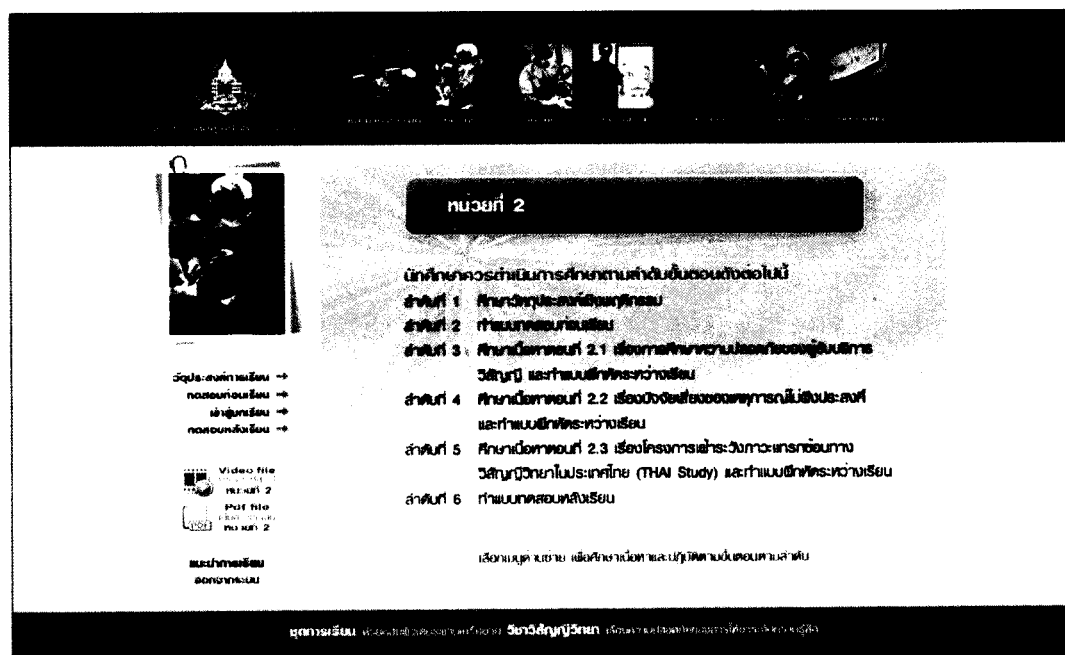 หน่วยที่ 2
นักศึกษาควรดำเนินการศึกษาตามลำดับขั้นตอนดังต่อไปนี้
ลำดับที่ 1 ศึกษาวัตถุประสงค์เชิงพฤติกรรม
ลำดับที่ 2 ทำแบบทดสอบก่อนเรียน
ลำดับที่ 3 ศึกษาเนื้อหาตอนที่ 2.1 เรื่องการศึกษาความปลอดภัยของผู้รับบริการ
วิสัญญี และทำแบบฝึกหัดระหว่างเรียน
ลำดับที่ 4 ศึกษาเนื้อหาตอนที่ 2.2 เรื่องปัจจัยเสี่ยงของเหตุการณ์ไม่พึงประสงค์
และทำแบบฝึกหัดระหว่างเรียน
ลำดับที่ 5 ศึกษาเนื้อหาตอนที่ 2.3 เรื่องโครงการเฝ้าระวังภาวะแทรกซ้อนทาง
วิสัญญีวิทยาในประเทศไทย (THAI Study) และทำแบบฝึกหัดระหว่างเรียน
ลำดับที่ 6 ทำแบบทดสอบหลังเรียน
เลือกเมนูด้านซ้าย เพื่อศึกษาเนื้อหาและปฏิบัติตามขั้นตอนตามลำดับ
วัตุประสงค์การเรียน →
ทดสอบก่อนเรียน →
เข้าสู่บทเรียน →
ทดสอบหลังเรียน →
Video file
หน่วยที่ 2
Pdf file
หน่วยที่ 2
แนะนำการเรียน
ออกจากระบบ
ชุดการเรียน วิชาวิสัญญีวิทยา